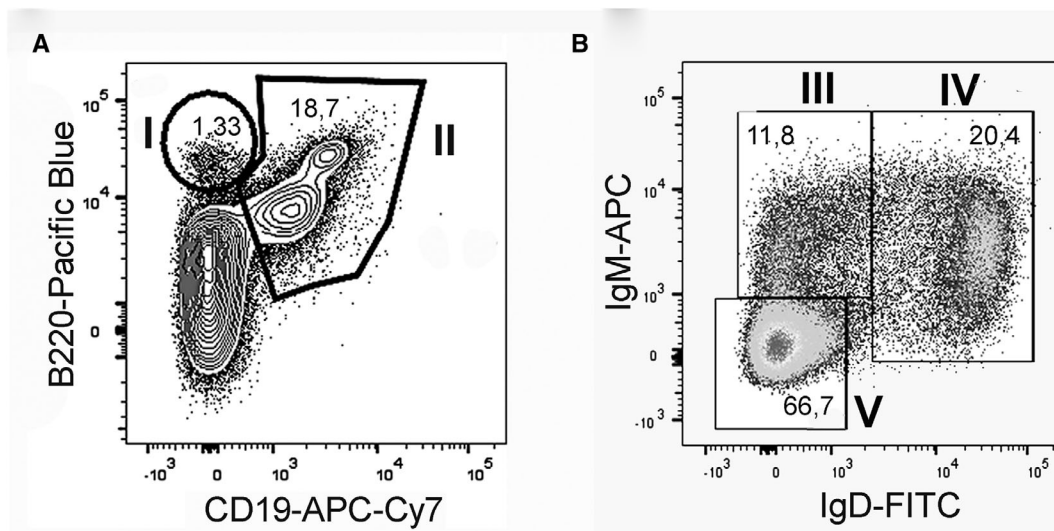 A
B220-Pacific Blue
10^5
10^4
0
I
1,33
18,7
II
-10^3
0
10^3
10^4
10^5
CD19-APC-Cy7
B
IgM-APC
10^5
10^4
10^3
0
-10^3
III
IV
11,8
20,4
66,7
V
-10^3
0
10^3
10^4
10^5
IgD-FITC